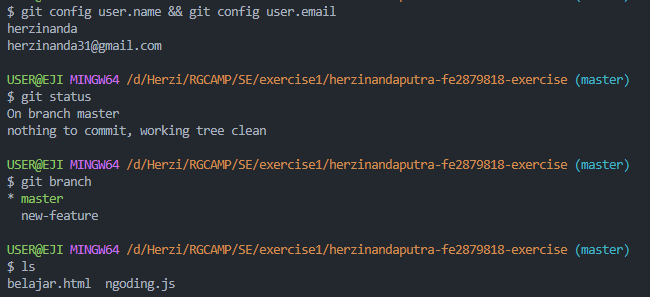 $ git config user.name && git config user.email
herzinanda
herzinanda31@gmail.com
USER@EJI MINGW64 /d/Herzi/RGCAMP/SE/exercise1/herzinandaputra-fe2879818-exercise (master)
$ git status
On branch master
nothing to commit, working tree clean
USER@EJI MINGW64 /d/Herzi/RGCAMP/SE/exercise1/herzinandaputra-fe2879818-exercise (master)
$ git branch
* master
  new-feature
USER@EJI MINGW64 /d/Herzi/RGCAMP/SE/exercise1/herzinandaputra-fe2879818-exercise (master)
$ ls
belajar.html  ngoding.js